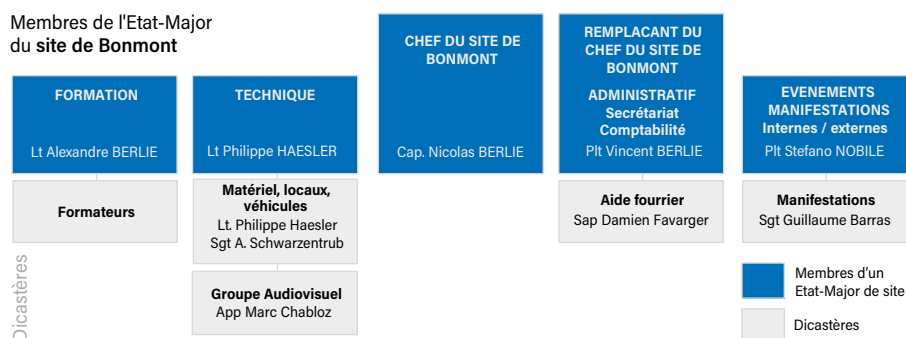 Membres de l'Etat-Major
du site de Bonmont
FORMATION
Lt Alexandre BERLIE
Formateurs
TECHNIQUE
Lt Philippe HAESLER
Matériel, locaux,
véhicules
Lt. Philippe Haesler
Sgt A. Schwarzentrub
Groupe Audiovisuel
App Marc Chabloz
CHEF DU SITE DE
BONMONT
Cap. Nicolas BERLIE
REMPLACANT DU
CHEF DU SITE DE
BONMONT
ADMINISTRATIF
Secrétariat
Comptabilité
Plt Vincent BERLIE
Aide fourrier
Sap Damien Favarger
EVENEMENTS
MANIFESTATIONS
Internes / externes
Plt Stefano NOBILE
Manifestations
Sgt Guillaume Barras
Dicastères
Membres d'un
Etat-Major de site
Dicastères